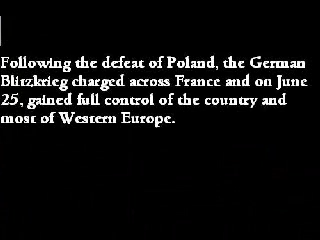 Following the defeat of Poland, the German
Blitzkrieg charged across France and on June
25, gained full control of the country and
most of Western Europe.